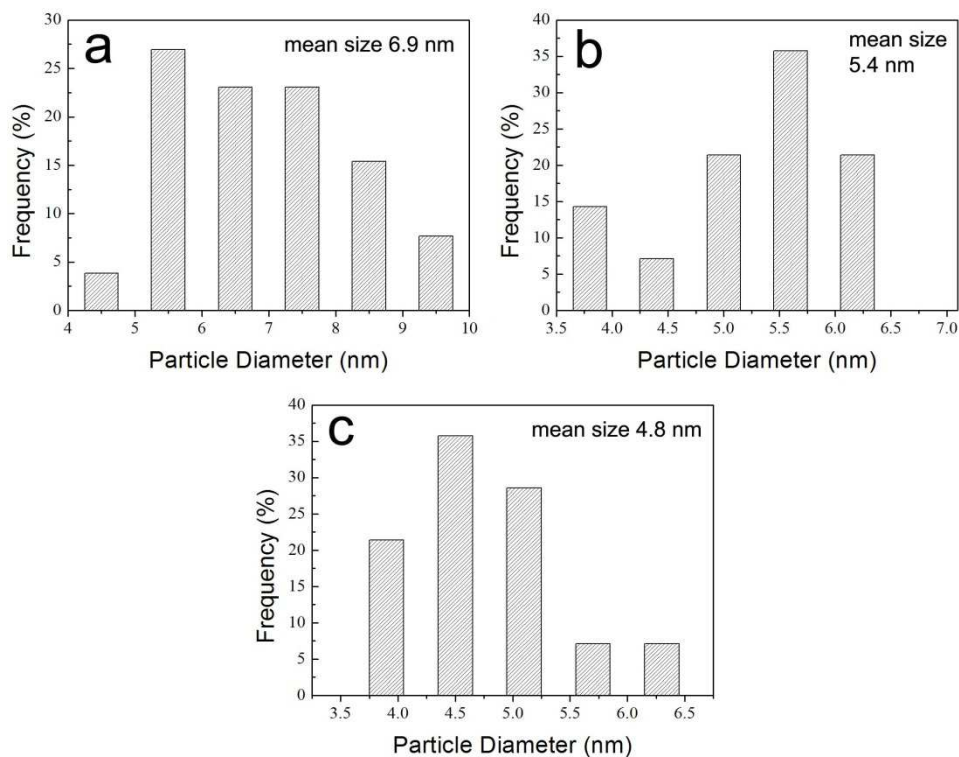 a
mean size 6.9 nm
30
25
20
15
10
5
0
Frequency (%)
4 5 6 7 8 9 10
Particle Diameter (nm)
b
mean size
5.4 nm
40
35
30
25
20
15
10
5
0
Frequency (%)
3.5 4.0 4.5 5.0 5.5 6.0 6.5 7.0
Particle Diameter (nm)
c
mean size 4.8 nm
40
35
30
25
20
15
10
5
0
Frequency (%)
3.5 4.0 4.5 5.0 5.5 6.0 6.5
Particle Diameter (nm)